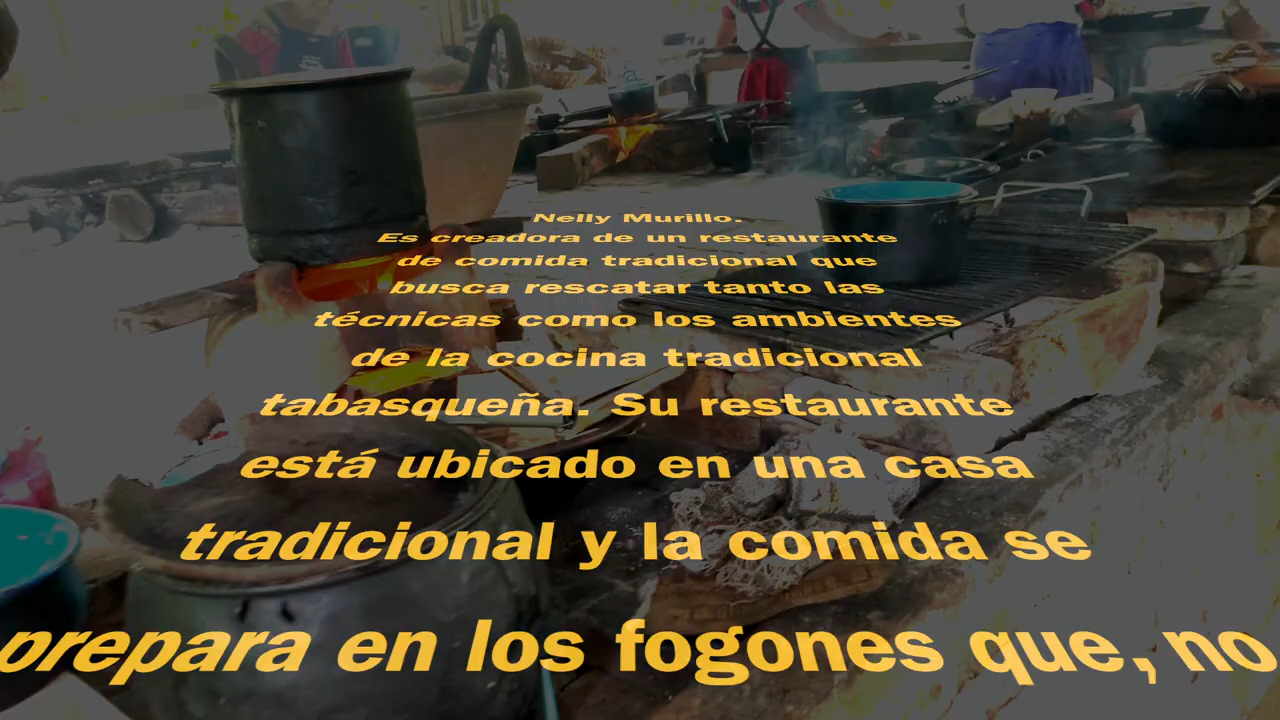 Nelly Murillo.
Es creadora de un restaurante
de comida tradicional que
busca rescatar tanto las
técnicas como los ambientes
de la cocina tradicional
tabasqueña. Su restaurante
está ubicado en una casa
tradicional y la comida se
prepara en los fogones que, no